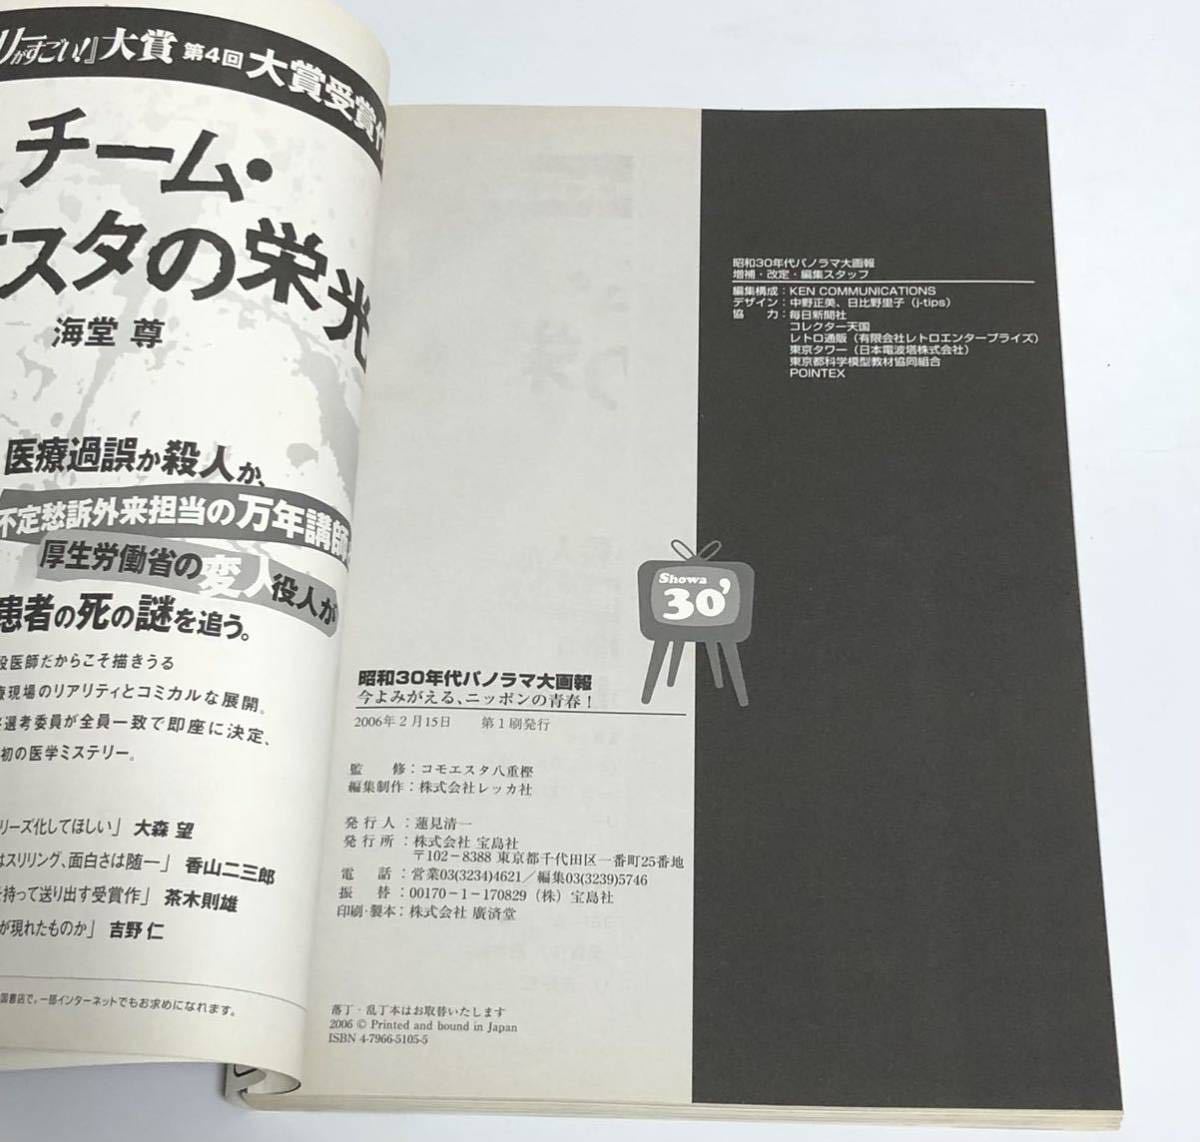 がすごい!』大賞 第4回 大賞受賞作
チーム・
スタの栄光
海堂 尊
医療過誤か殺人か、
不定愁訴外来担当の万年講師
厚生労働省の変人役人が
患者の死の謎を追う。
役医師だからこそ描きうる
療現場のリアリティとコミカルな展開。
選考委員が全員一致で即座に決定、
初の医学ミステリー。
リーズ化してほしい」 大森 望
はスリリング、面白さは随一」 香山二三郎
を持って送り出す受賞作」 茶木則雄
が現れたものか」 吉野 仁
国書店で。一部インターネットでもお求めになれます。
昭和30年代パノラマ大画報
増補・改定・編集スタッフ
編集構成：KEN COMMUNICATIONS
デザイン：中野正美、日比野里子（j-tips）
協　力：毎日新聞社
コレクター天国
レトロ通販（有限会社レトロエンタープライズ）
東京タワー（日本電波塔株式会社）
東京都科学模型教材協同組合
POINTEX
Showa
30'
昭和30年代パノラマ大画報
今よみがえる、ニッポンの青春！
2006年2月15日　第1刷発行
監　修：コモエスタ八重樫
編集制作：株式会社レッカ社
発行人：蓮見清一
発行所：株式会社 宝島社
〒102－8388 東京都千代田区一番町25番地
電　話：営業03(3234)4621／編集03(3239)5746
振　替：00170－1－170829（株）宝島社
印刷・製本：株式会社 廣済堂
落丁・乱丁本はお取替いたします
2006 © Printed and bound in Japan
ISBN 4-7966-5105-5